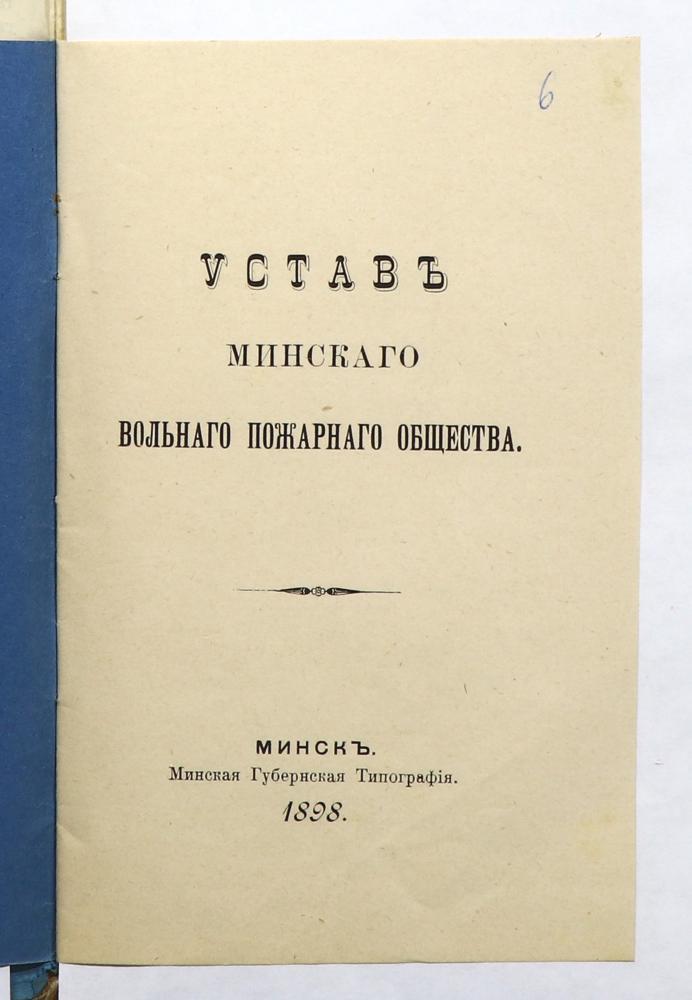 6
УСТАВЪ
МИНСКАГО
ВОЛЬНАГО ПОЖАРНАГО ОБЩЕСТВА.
МИНСКЪ.
Минская Губернская Типографія.
1898.